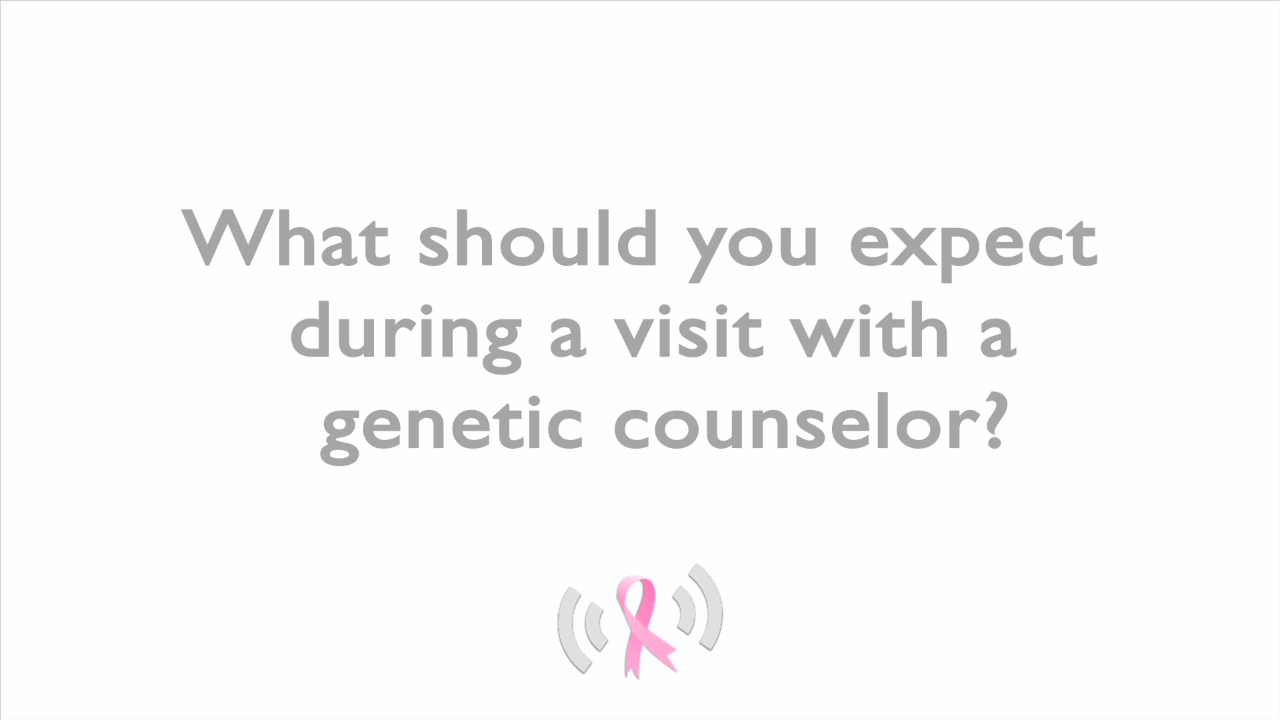 What should you expect
during a visit with a
genetic counselor?